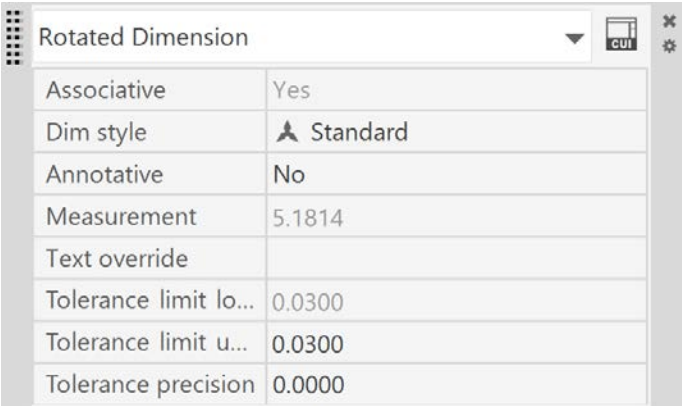 Rotated Dimension CUI
Associative Yes
Dim style Standard
Annotative No
Measurement 5.1814
Text override
Tolerance limit lo... 0.0300
Tolerance limit u... 0.0300
Tolerance precision 0.0000